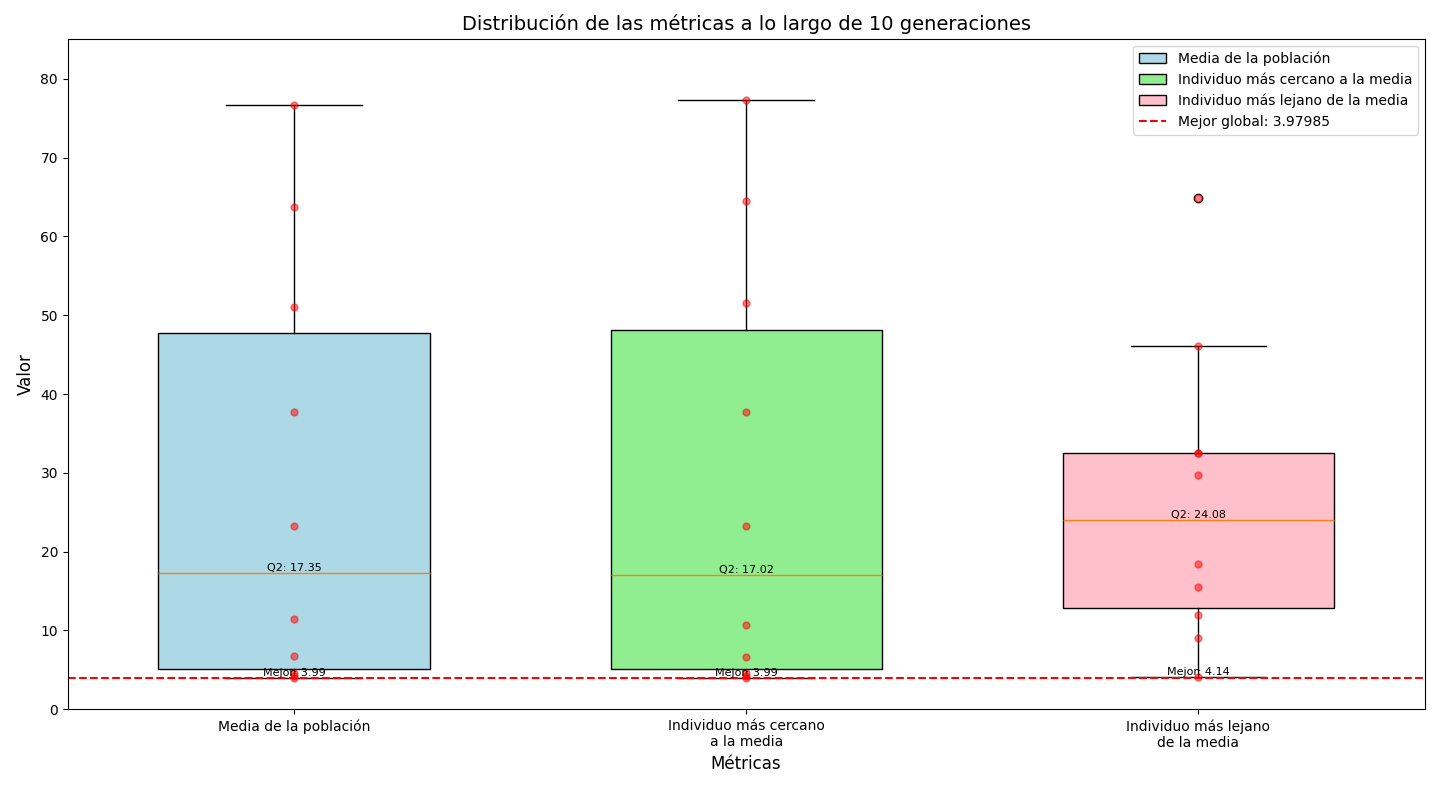 Distribución de las métricas a lo largo de 10 generaciones
Media de la población
Individuo más cercano a la media
Individuo más lejano de la media
Mejor global: 3.97985
Valor
80
70
60
50
40
30
20
10
0
Q2: 17.35
Mejor: 3.99
Q2: 17.02
Mejor: 3.99
Q2: 24.08
Mejor: 4.14
Media de la población
Individuo más cercano
a la media
Individuo más lejano
de la media
Métricas